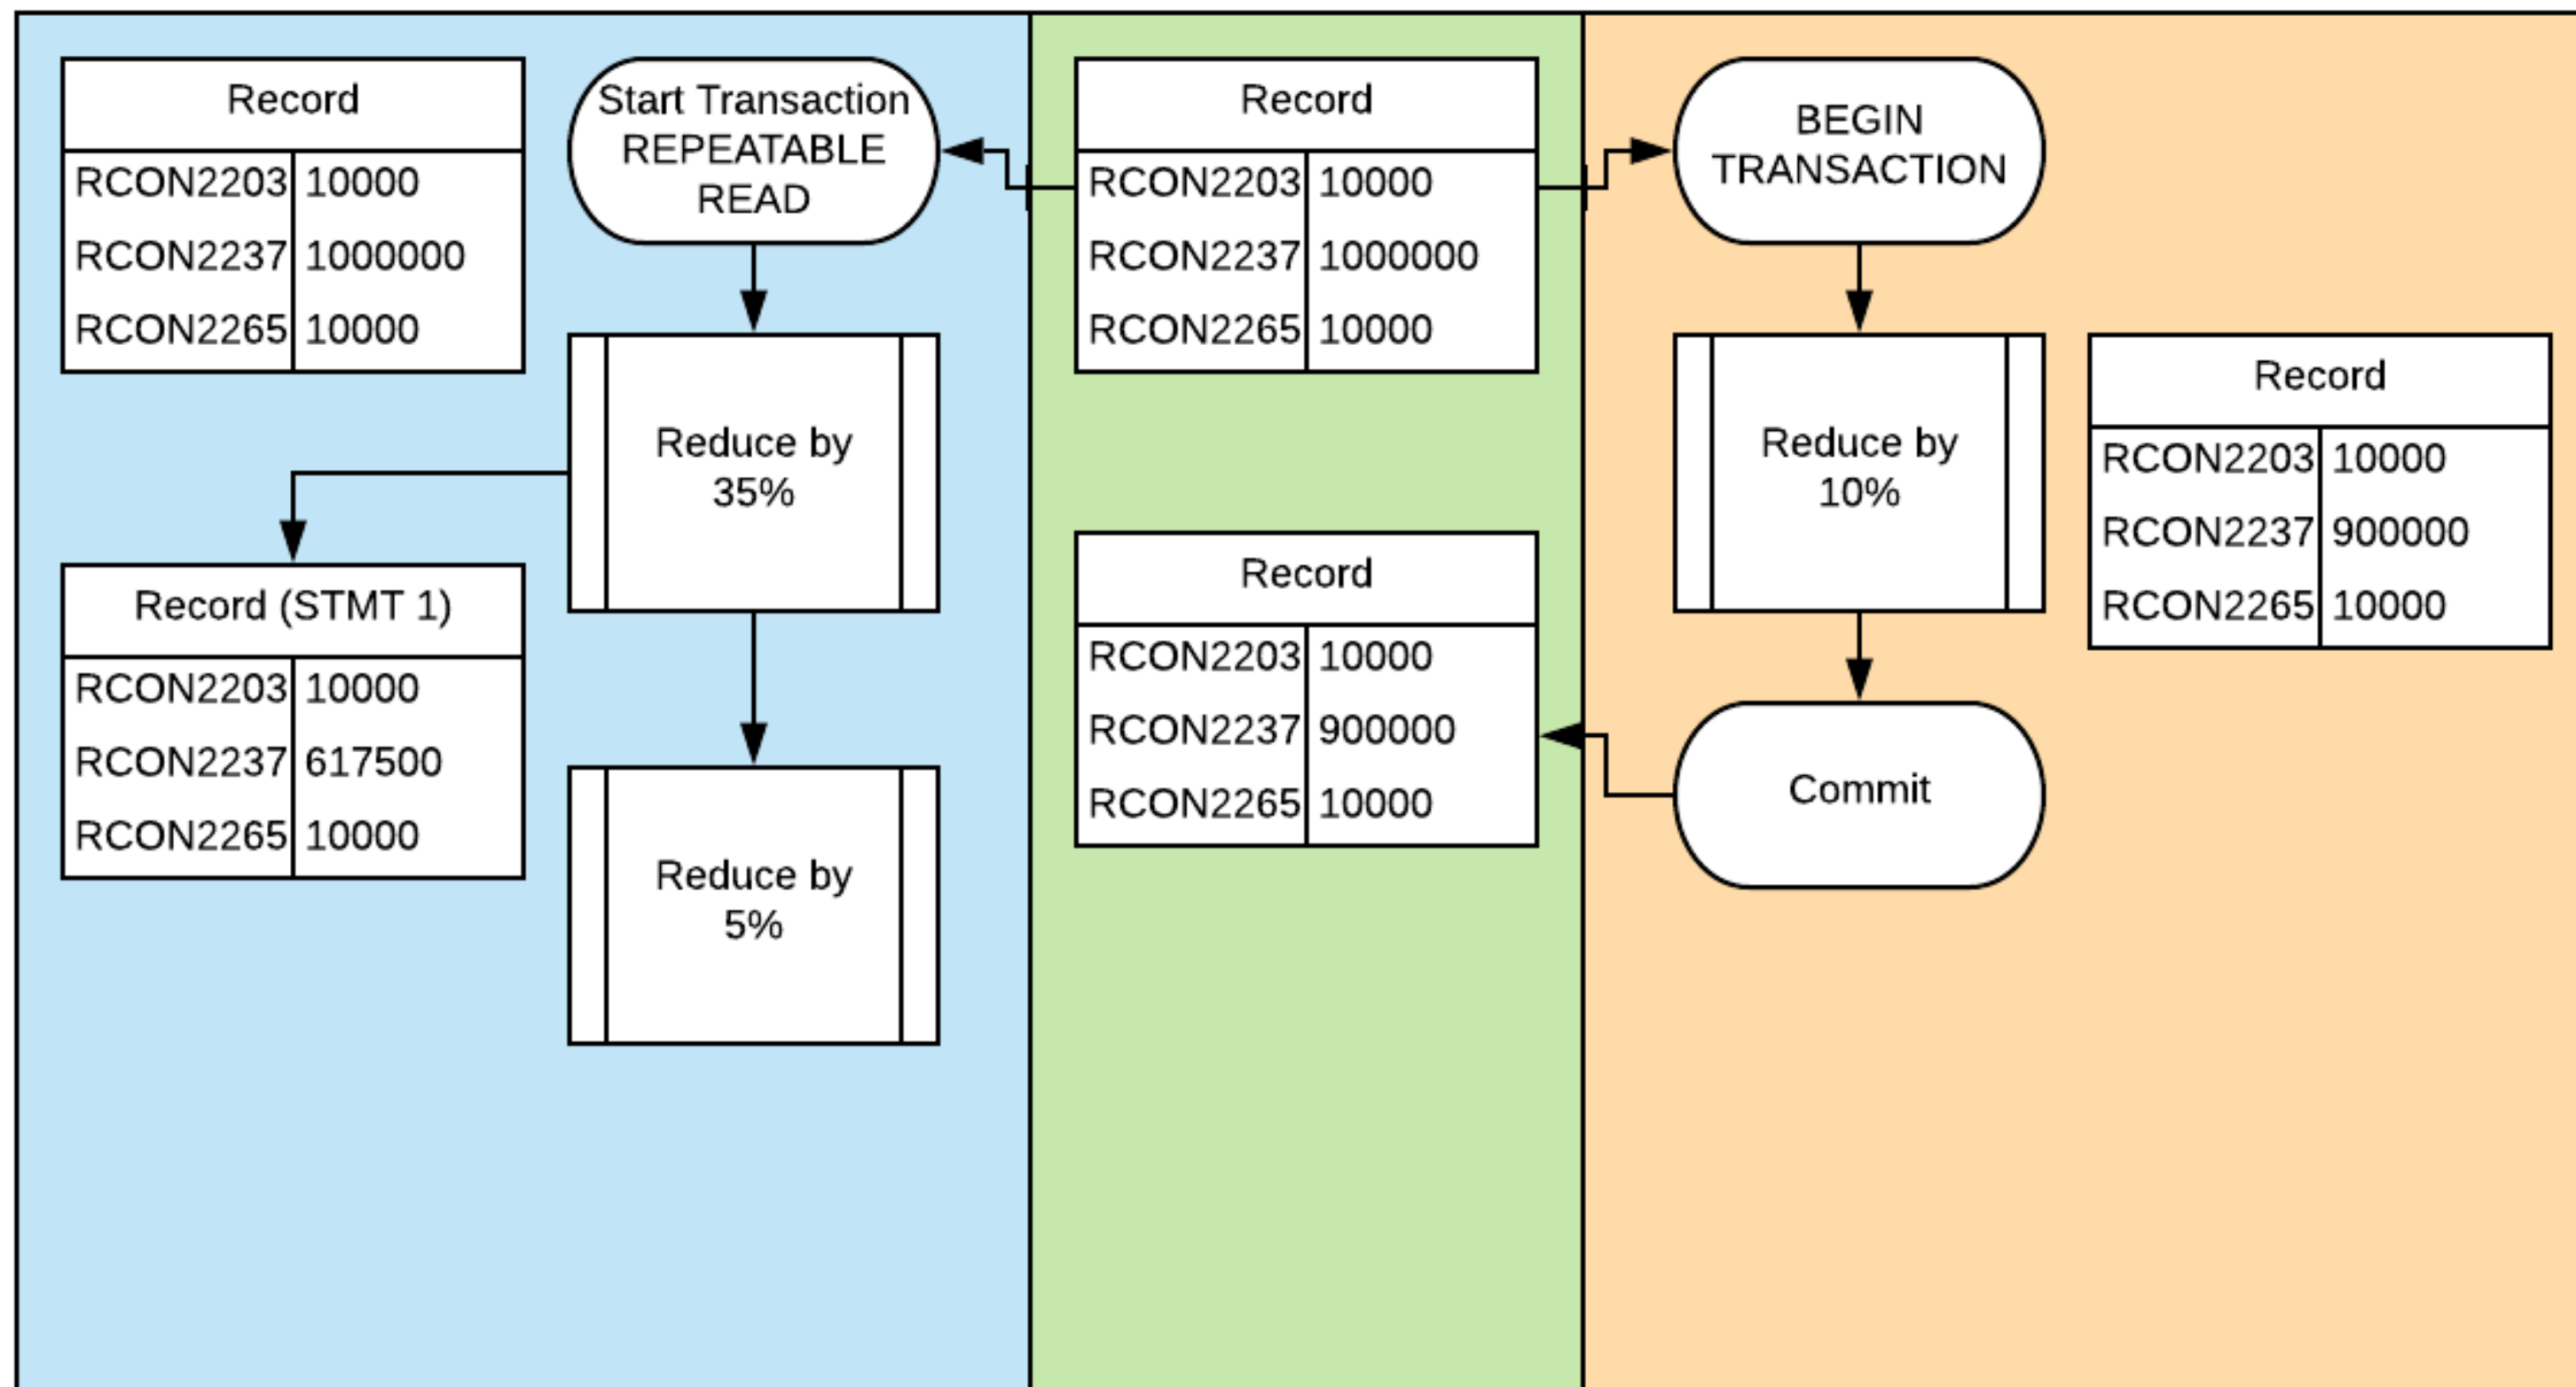 Record
RCON2203 10000
RCON2237 1000000
RCON2265 10000
Start Transaction
REPEATABLE
READ
Reduce by
35%
Record (STMT 1)
RCON2203 10000
RCON2237 617500
RCON2265 10000
Reduce by
5%
Record
RCON2203 10000
RCON2237 1000000
RCON2265 10000
Record
RCON2203 10000
RCON2237 900000
RCON2265 10000
BEGIN
TRANSACTION
Reduce by
10%
Record
RCON2203 10000
RCON2237 900000
RCON2265 10000
Commit